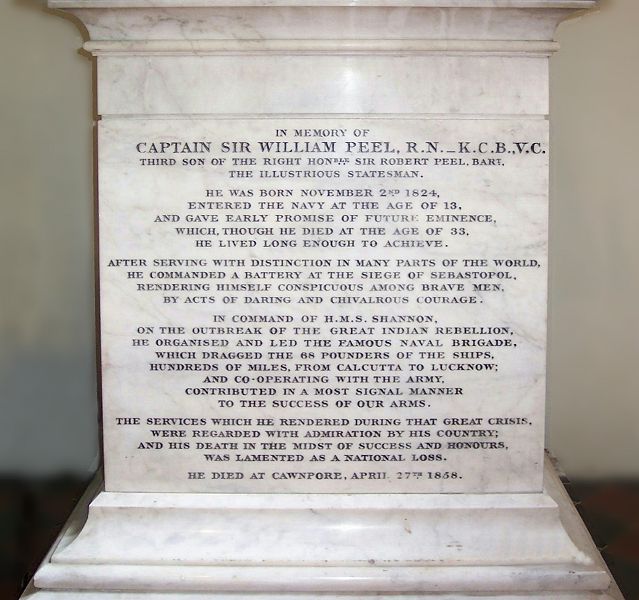 IN MEMORY OF
CAPTAIN SIR WILLIAM PEEL, R.N._K.C.B.,V.C.
THIRD SON OF THE RIGHT HONBLE SIR ROBERT PEEL, BART.
THE ILLUSTRIOUS STATESMAN.
HE WAS BORN NOVEMBER 2ND 1824,
ENTERED THE NAVY AT THE AGE OF 13,
AND GAVE EARLY PROMISE OF FUTURE EMINENCE,
WHICH, THOUGH HE DIED AT THE AGE OF 33,
HE LIVED LONG ENOUGH TO ACHIEVE.
AFTER SERVING WITH DISTINCTION IN MANY PARTS OF THE WORLD,
HE COMMANDED A BATTERY AT THE SIEGE OF SEBASTOPOL,
RENDERING HIMSELF CONSPICUOUS AMONG BRAVE MEN,
BY ACTS OF DARING AND CHIVALROUS COURAGE.
IN COMMAND OF H.M.S. SHANNON,
ON THE OUTBREAK OF THE GREAT INDIAN REBELLION,
HE ORGANISED AND LED THE FAMOUS NAVAL BRIGADE,
WHICH DRAGGED THE 68 POUNDERS OF THE SHIPS,
HUNDREDS OF MILES, FROM CALCUTTA TO LUCKNOW;
AND CO-OPERATING WITH THE ARMY,
CONTRIBUTED IN A MOST SIGNAL MANNER
TO THE SUCCESS OF OUR ARMS.
THE SERVICES WHICH HE RENDERED DURING THAT GREAT CRISIS,
WERE REGARDED WITH ADMIRATION BY HIS COUNTRY;
AND HIS DEATH IN THE MIDST OF SUCCESS AND HONOURS,
WAS LAMENTED AS A NATIONAL LOSS.
HE DIED AT CAWNPORE, APRIL 27TH 1858.